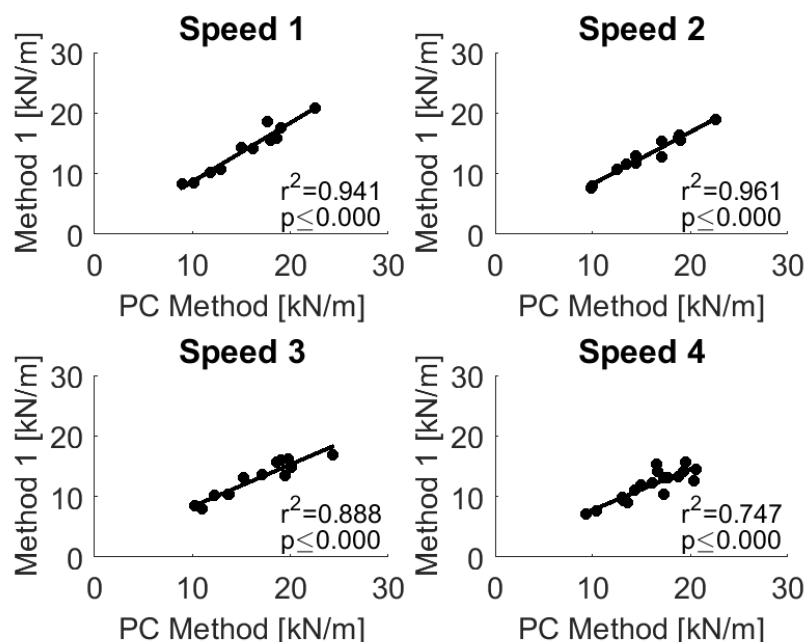 Speed 1
30
20
10
0
Method 1 [kN/m]
r²=0.941
p≤0.000
0 10 20 30
PC Method [kN/m]
Speed 2
30
20
10
0
Method 1 [kN/m]
r²=0.961
p≤0.000
0 10 20 30
PC Method [kN/m]
Speed 3
30
20
10
0
Method 1 [kN/m]
r²=0.888
p≤0.000
0 10 20 30
PC Method [kN/m]
Speed 4
30
20
10
0
Method 1 [kN/m]
r²=0.747
p≤0.000
0 10 20 30
PC Method [kN/m]